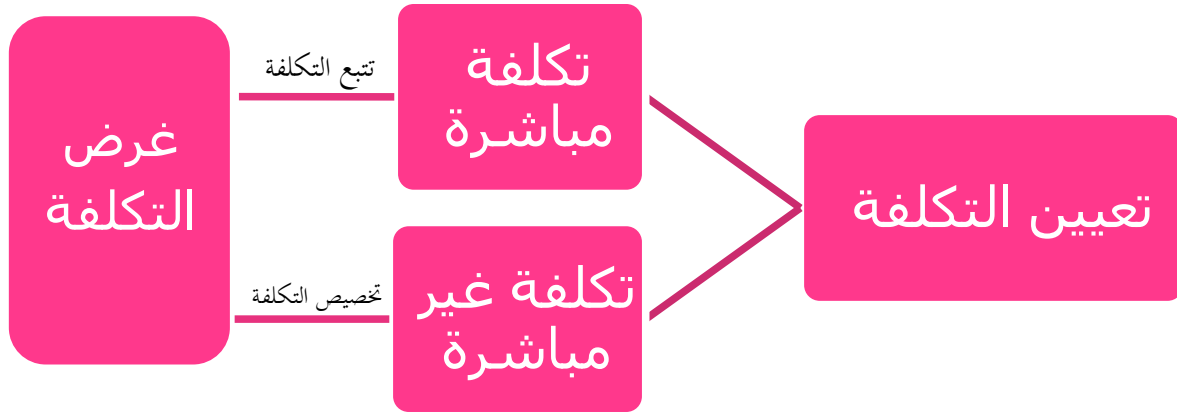 تعيين التكلفة
تكلفة
مباشرة
تكلفة غير
مباشرة
تتبع التكلفة
تخصيص التكلفة
غرض
التكلفة